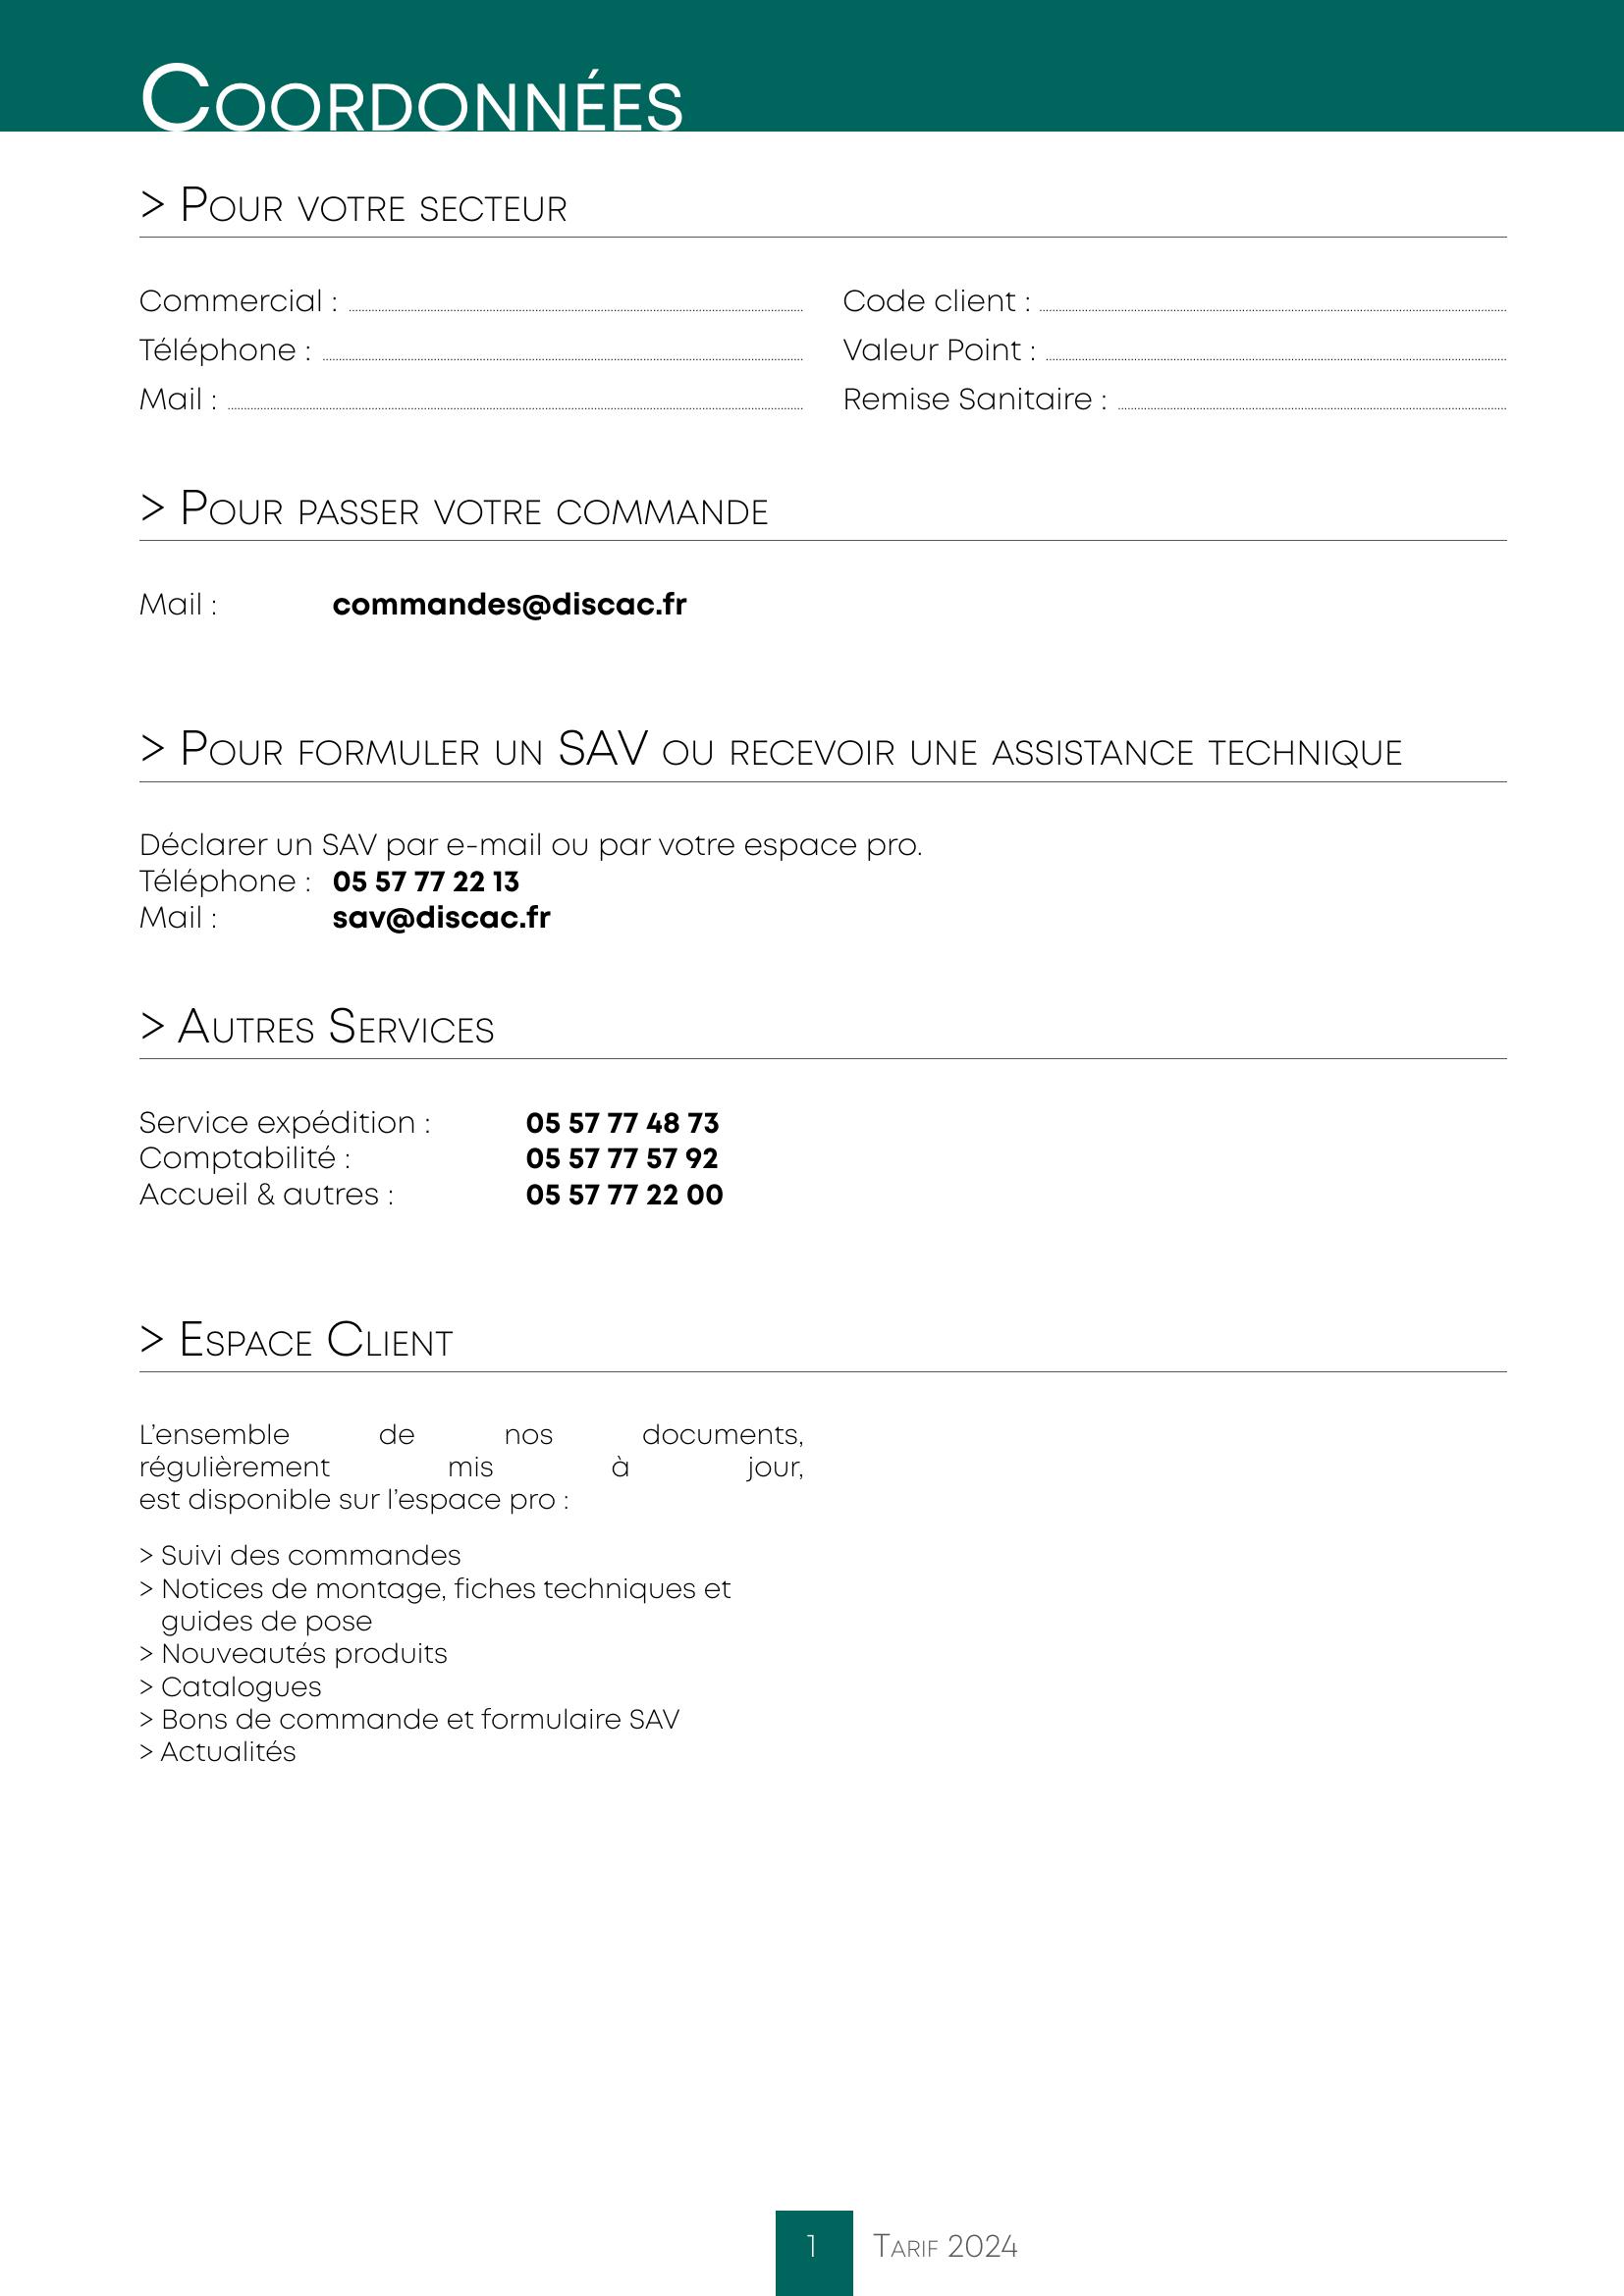 Coordonnées
> Pour votre secteur
Commercial :
Téléphone :
Mail :
Code client :
Valeur Point :
Remise Sanitaire :
> Pour passer votre commande
Mail : commandes@discac.fr
> Pour formuler un SAV ou recevoir une assistance technique
Déclarer un SAV par e-mail ou par votre espace pro.
Téléphone : 05 57 77 22 13
Mail : sav@discac.fr
> Autres Services
Service expédition : 05 57 77 48 73
Comptabilité : 05 57 77 57 92
Accueil & autres : 05 57 77 22 00
> Espace Client
L’ensemble de nos documents,
régulièrement mis à jour,
est disponible sur l’espace pro :
> Suivi des commandes
> Notices de montage, fiches techniques et
guides de pose
> Nouveautés produits
> Catalogues
> Bons de commande et formulaire SAV
> Actualités
1 Tarif 2024